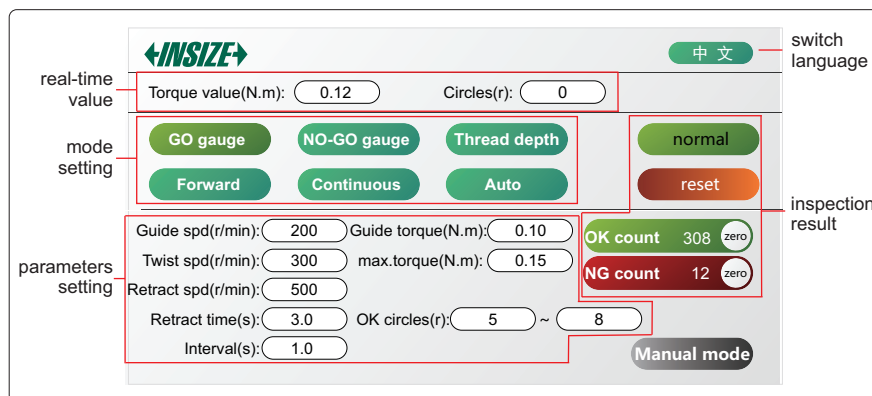 INSIZE
中 文
switch
language
real-time
value
Torque value(N.m): 0.12 Circles(r): 0
mode
setting
GO gauge NO-GO gauge Thread depth normal
Forward Continuous Auto reset
inspection
result
parameters
setting
Guide spd(r/min): 200 Guide torque(N.m): 0.10 OK count 308 zero
Twist spd(r/min): 300 max.torque(N.m): 0.15 NG count 12 zero
Retract spd(r/min): 500
Retract time(s): 3.0 OK circles(r): 5 ~ 8
Interval(s): 1.0 Manual mode